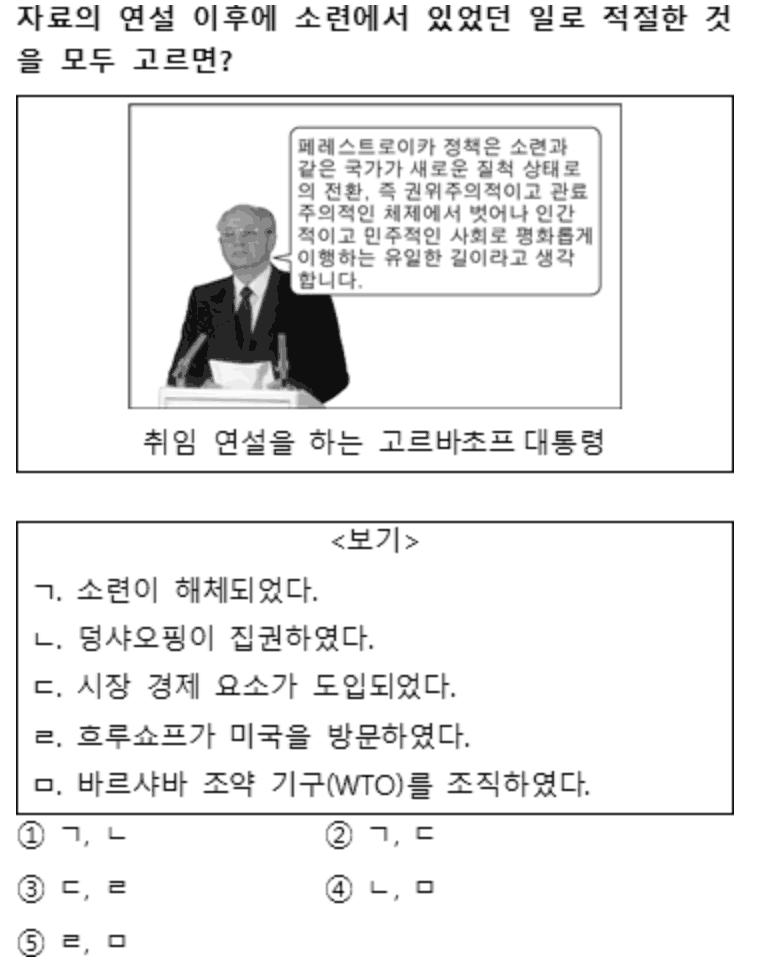 자료의 연설 이후에 소련에서 있었던 일로 적절한 것
을 모두 고르면?
페레스트로이카 정책은 소련과
같은 국가가 새로운 질척 상태로
의 전환, 즉 권위주의적이고 관료
주의적인 체제에서 벗어나 인간
적이고 민주적인 사회로 평화롭게
이행하는 유일한 길이라고 생각
합니다.
취임 연설을 하는 고르바초프 대통령
<보기>
ㄱ. 소련이 해체되었다.
ㄴ. 덩샤오핑이 집권하였다.
ㄷ. 시장 경제 요소가 도입되었다.
ㄹ. 흐루쇼프가 미국을 방문하였다.
ㅁ. 바르샤바 조약 기구(WTO)를 조직하였다.
① ㄱ, ㄴ ② ㄱ, ㄷ
③ ㄷ, ㄹ ④ ㄴ, ㅁ
⑤ ㄹ, ㅁ